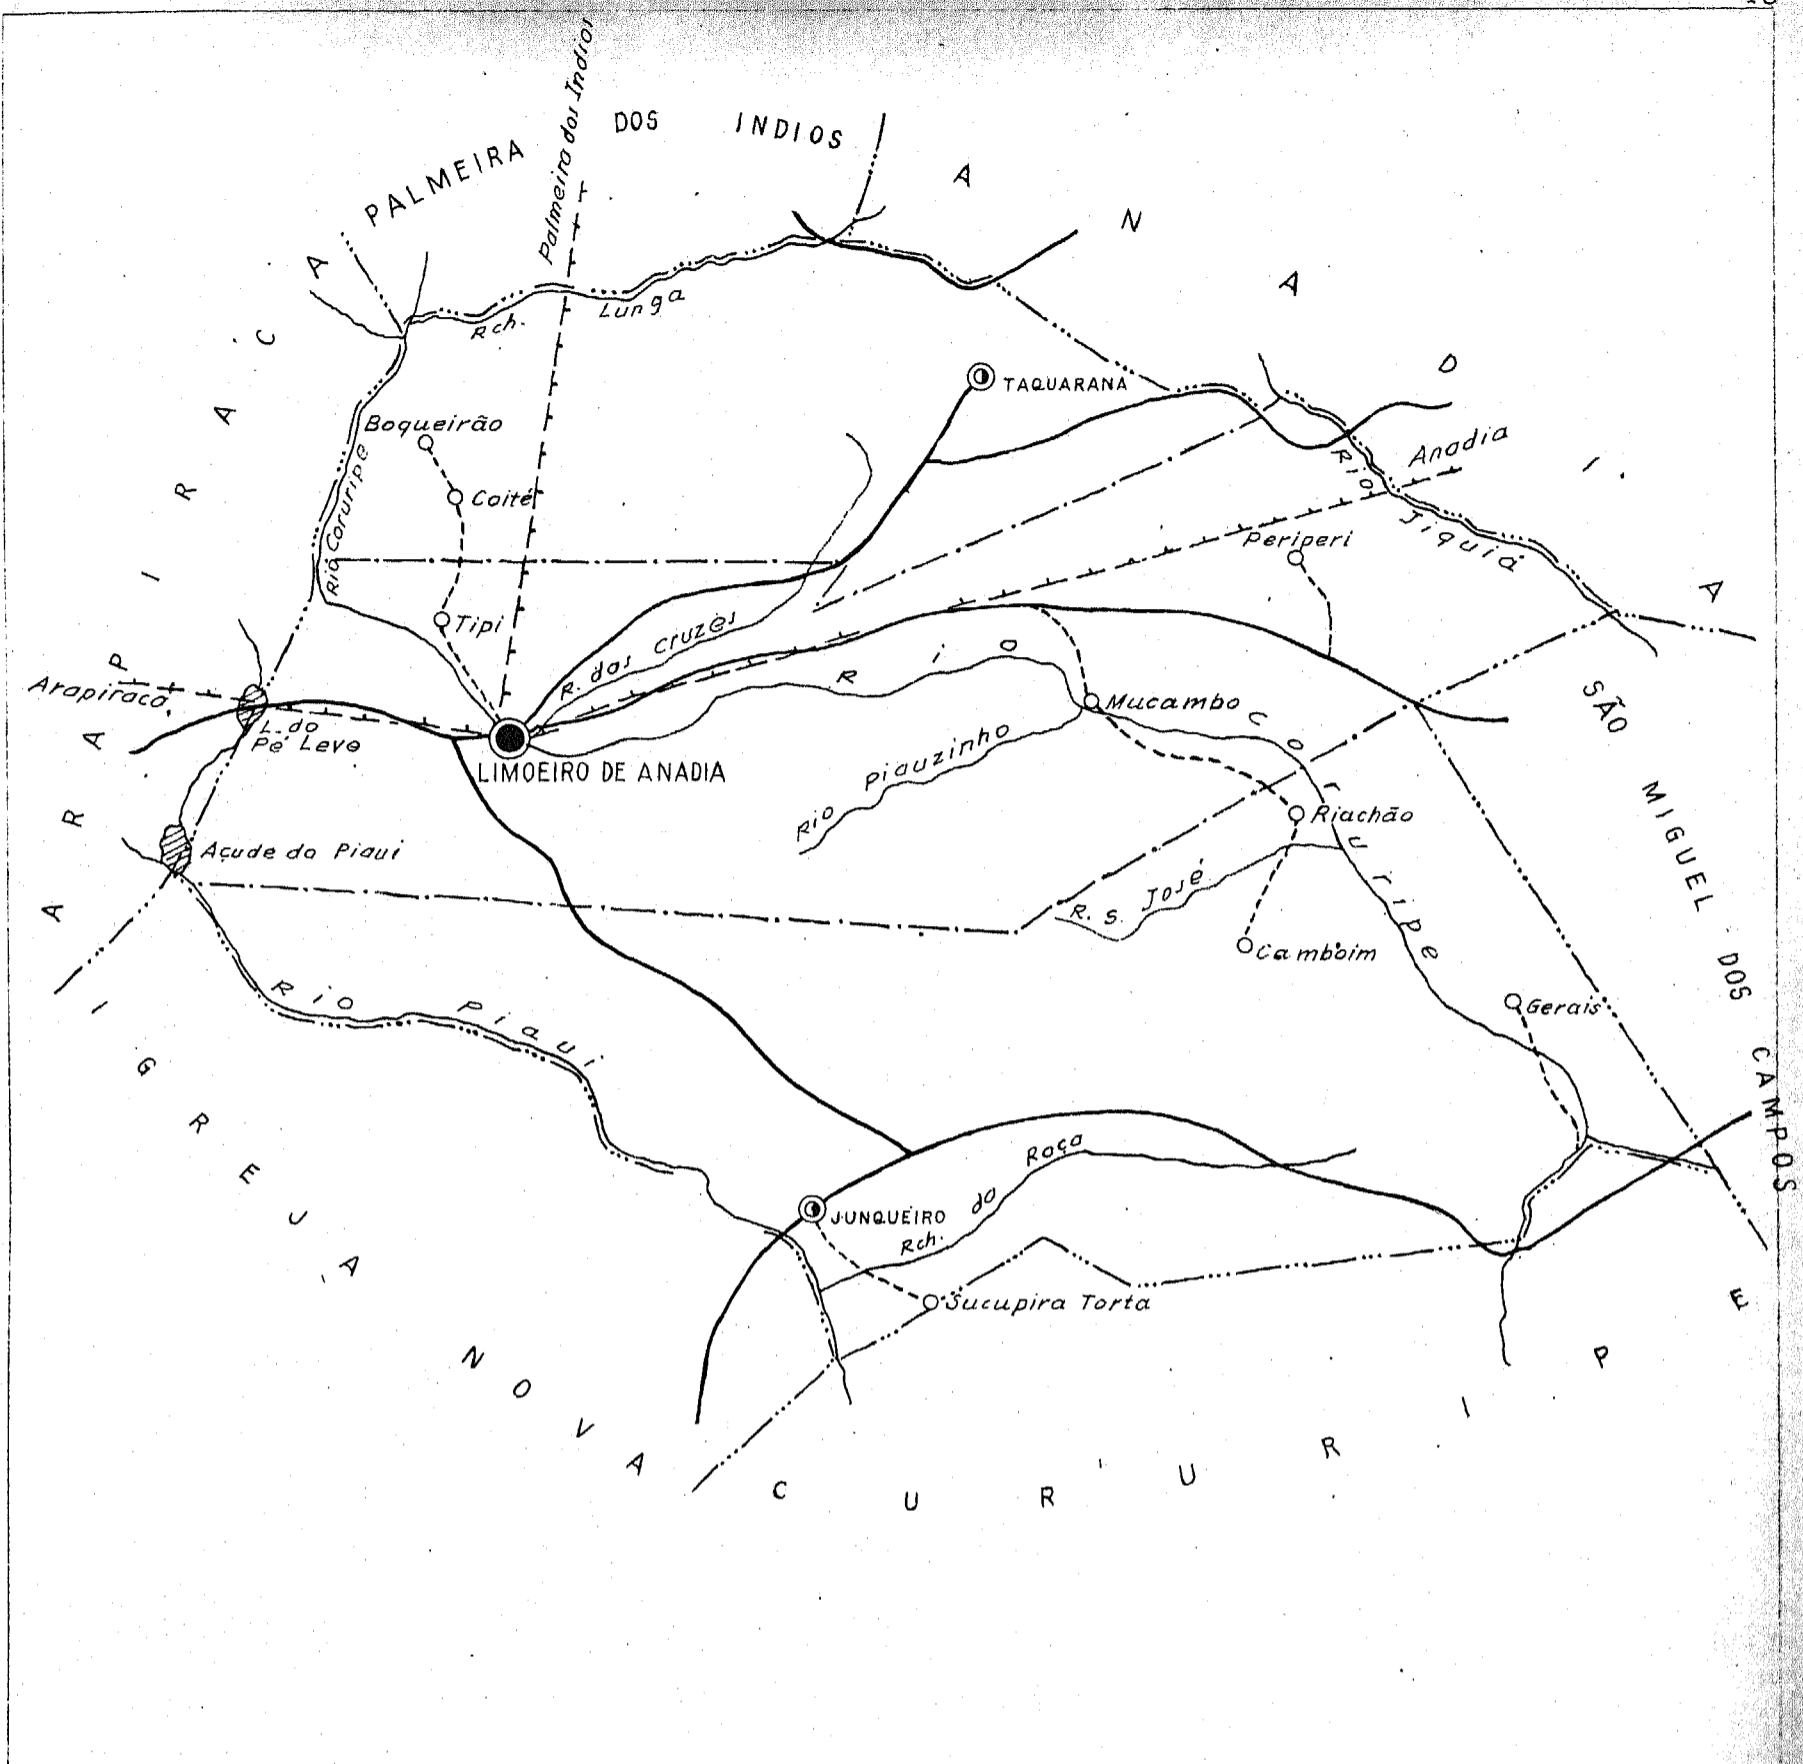 PALMEIRA DOS INDIOS
Palmeira dos Indios
ANADIA
ARAPIRACA
Rch. Lunga
TAQUARANA
Boqueirão
Rio Coruripe
Coité
Anadia
Rio Jiquiá
Periperi
Tipi
R. das Cruzes
Rio Coruripe
Arapiraca
L. do
Pé Leve
LIMOEIRO DE ANADIA
Mucambo
Rio Piauzinho
SÃO MIGUEL DOS CAMPOS
Riachão
Açude do Piaui
R. S. José
Camboim
Gerais
Rio Piaui
IGREJA NOVA
Rch. do Roça
JUNQUEIRO
Sucupira Torta
CURURIPE